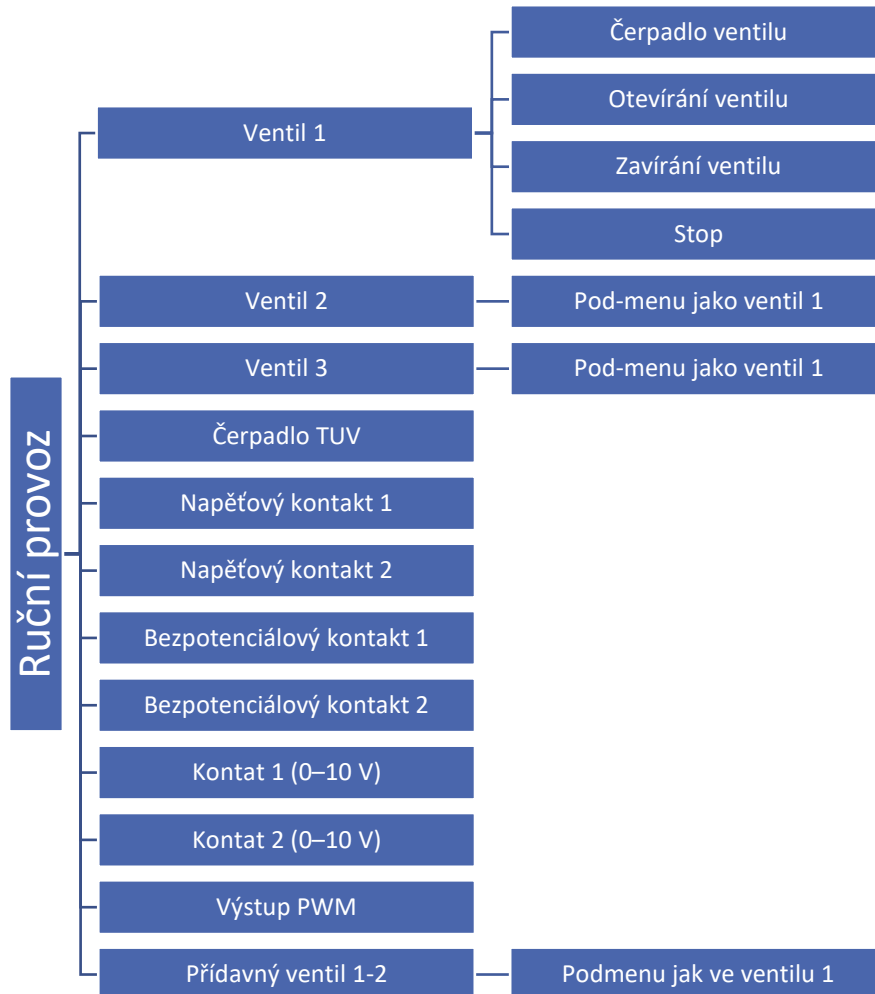 Ruční provoz
Ventil 1
Čerpadlo ventilu
Otevírání ventilu
Zavírání ventilu
Stop
Ventil 2
Pod-menu jako ventil 1
Ventil 3
Pod-menu jako ventil 1
Čerpadlo TUV
Napěťový kontakt 1
Napěťový kontakt 2
Bezpotenciálový kontakt 1
Bezpotenciálový kontakt 2
Kontat 1 (0–10 V)
Kontat 2 (0–10 V)
Výstup PWM
Přídavný ventil 1-2
Podmenu jak ve ventilu 1